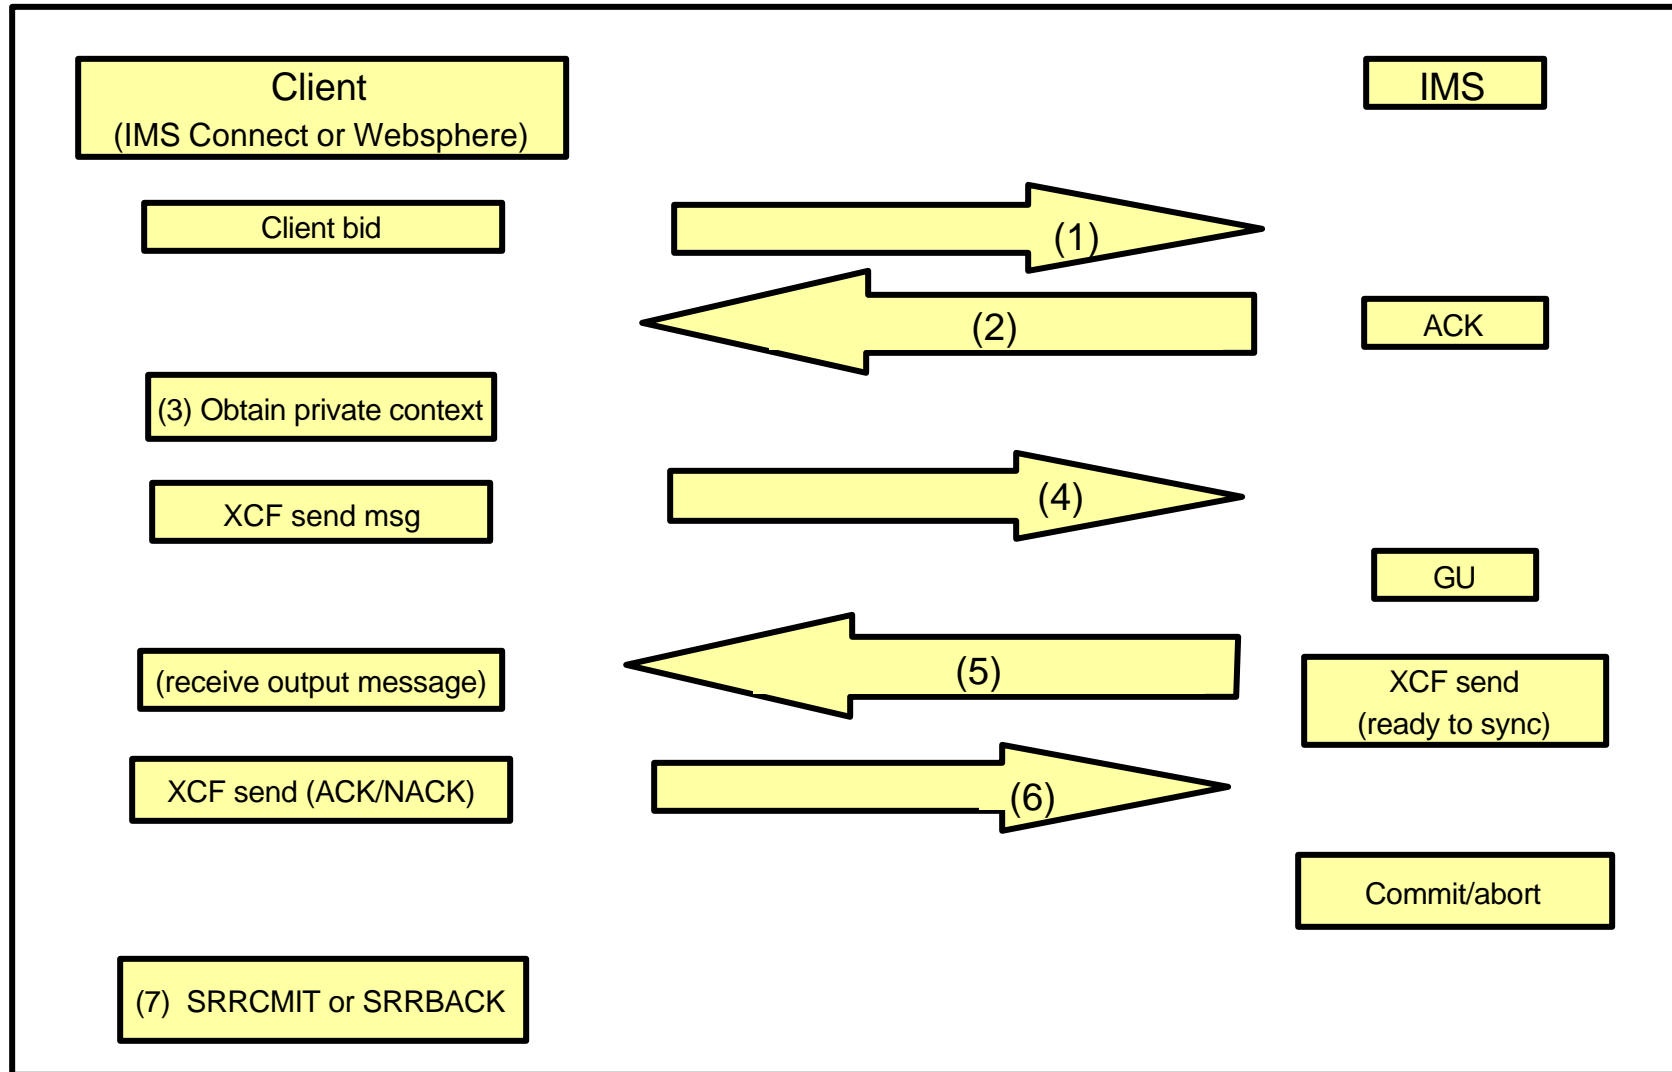 Client
(IMS Connect or Websphere)
IMS
Client bid
(1)
(2)
ACK
(3) Obtain private context
XCF send msg
(4)
GU
(receive output message)
(5)
XCF send
(ready to sync)
XCF send (ACK/NACK)
(6)
Commit/abort
(7) SRRCMIT or SRRBACK